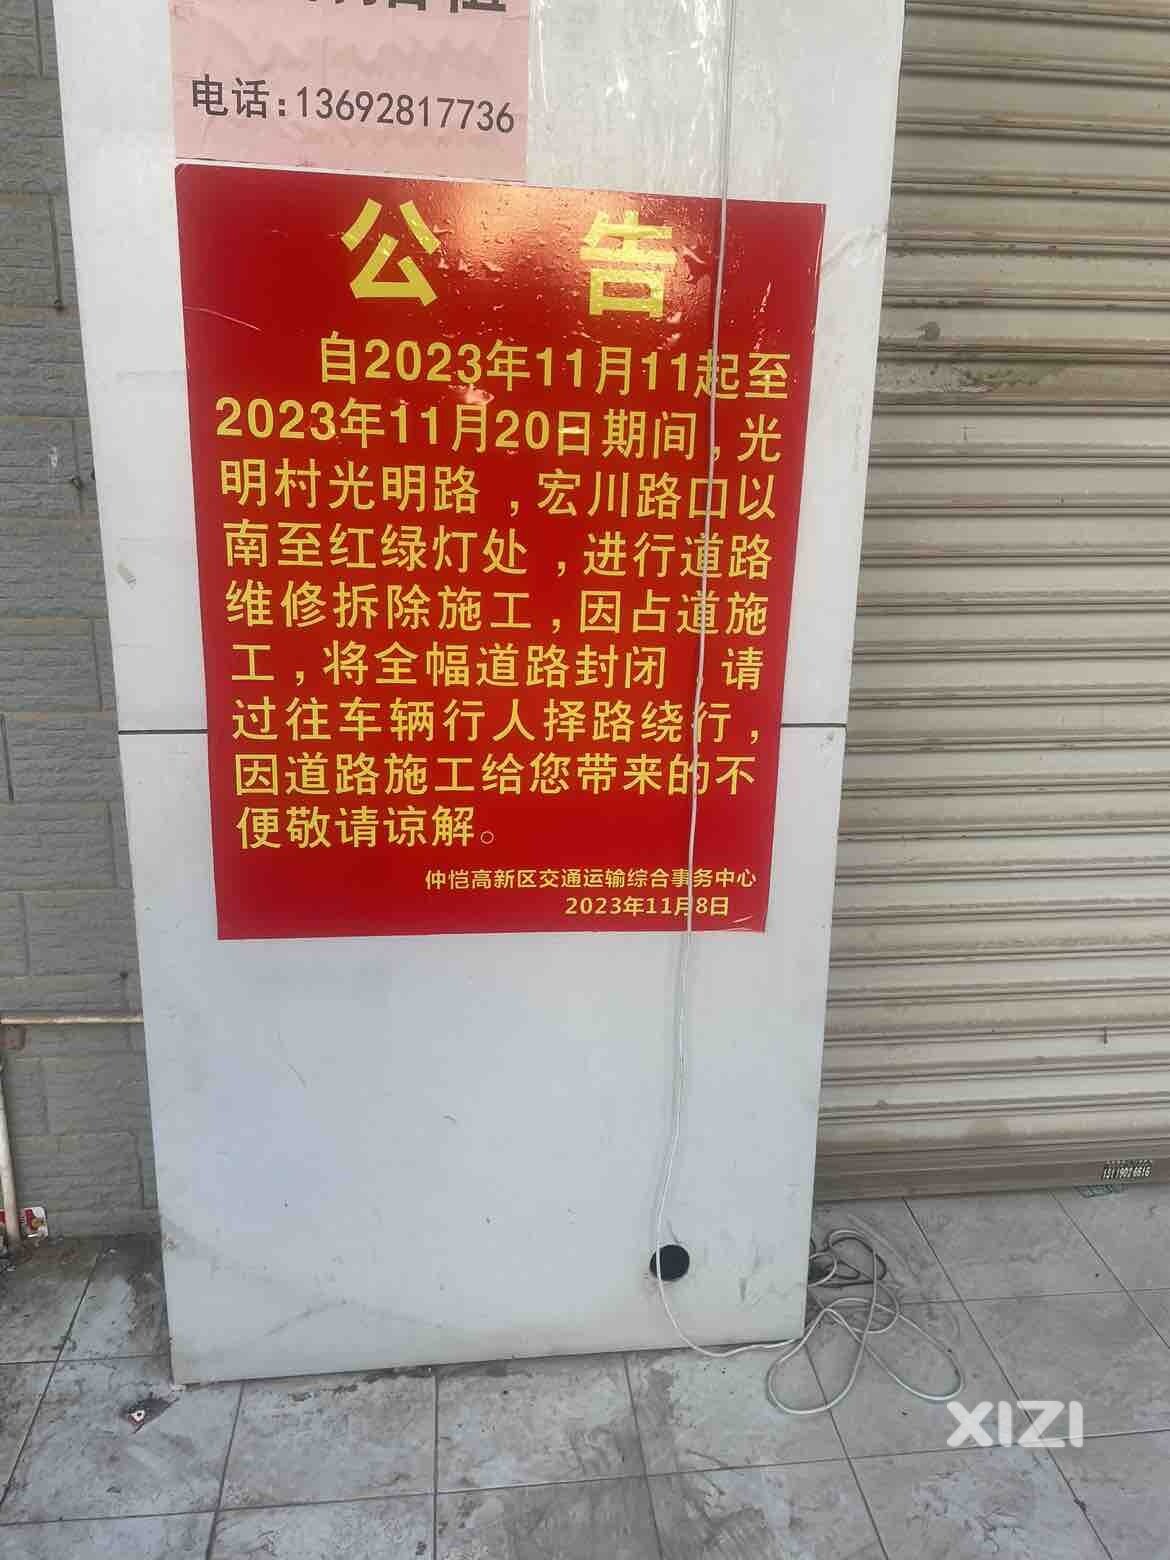 电话:13692817736
公告
自2023年11月11起至
2023年11月20日期间,光
明村光明路,宏川路口以
南至红绿灯处,进行道路
维修拆除施工,因占道施
工,将全幅道路封闭 请
过往车辆行人择路绕行,
因道路施工给您带来的不
便敬请谅解。
仲恺高新区交通运输综合事务中心
2023年11月8日
XIZI